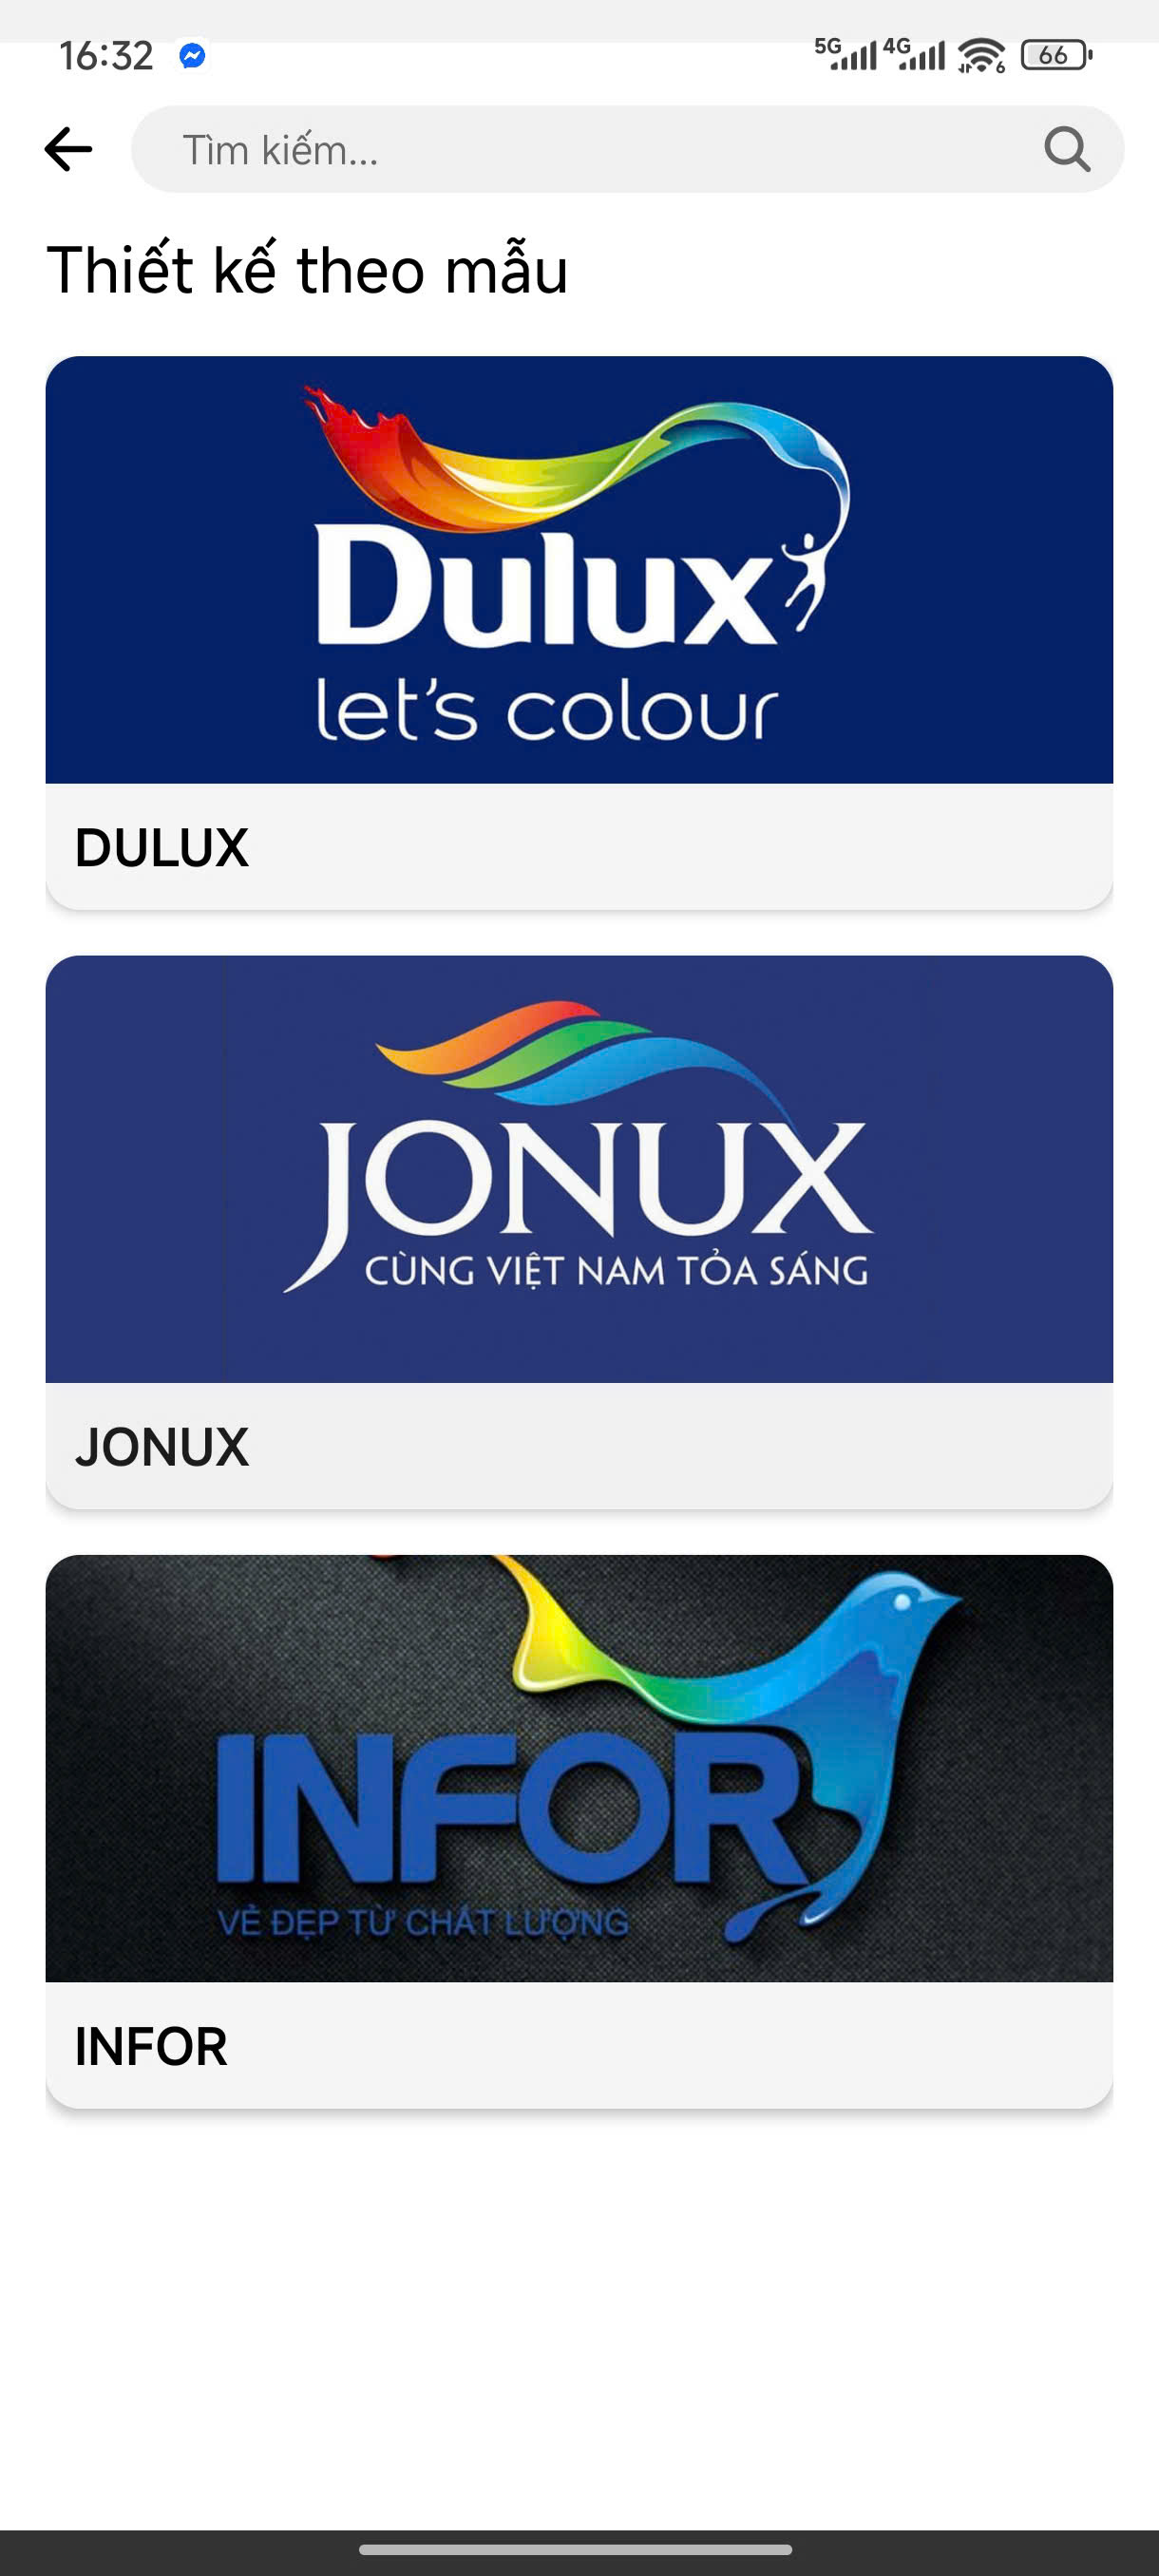 16:32
5G 4G 6 66
Tìm kiếm...
Thiết kế theo mẫu
Dulux
let's colour
DULUX
JONUX
CÙNG VIỆT NAM TỎA SÁNG
JONUX
INFOR
VẺ ĐẸP TỪ CHẤT LƯỢNG
INFOR